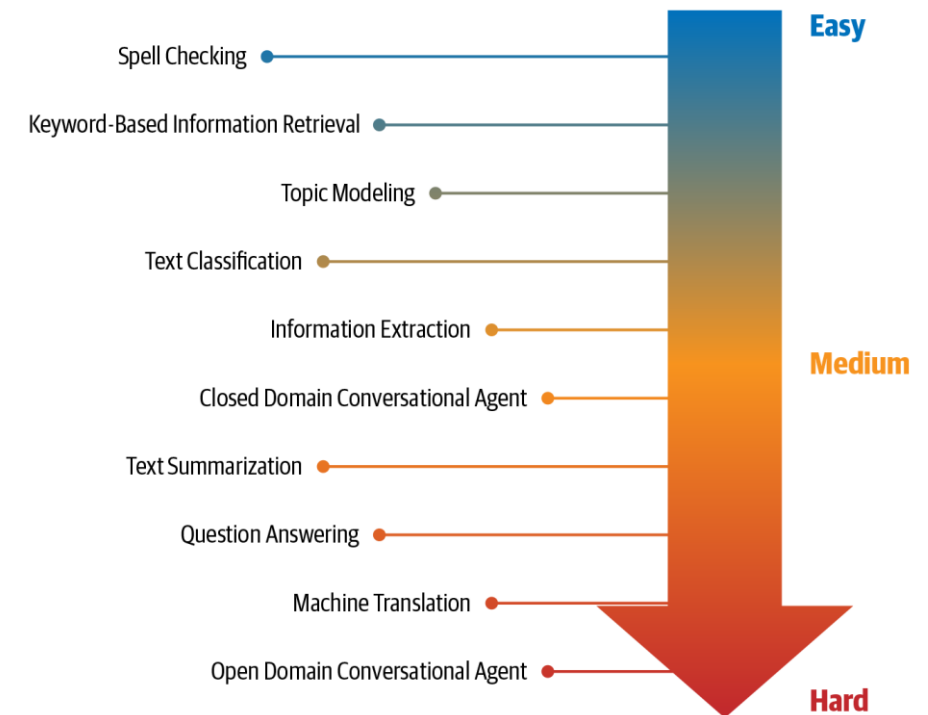 Easy
Spell Checking
Keyword-Based Information Retrieval
Topic Modeling
Text Classification
Information Extraction
Medium
Closed Domain Conversational Agent
Text Summarization
Question Answering
Machine Translation
Open Domain Conversational Agent
Hard